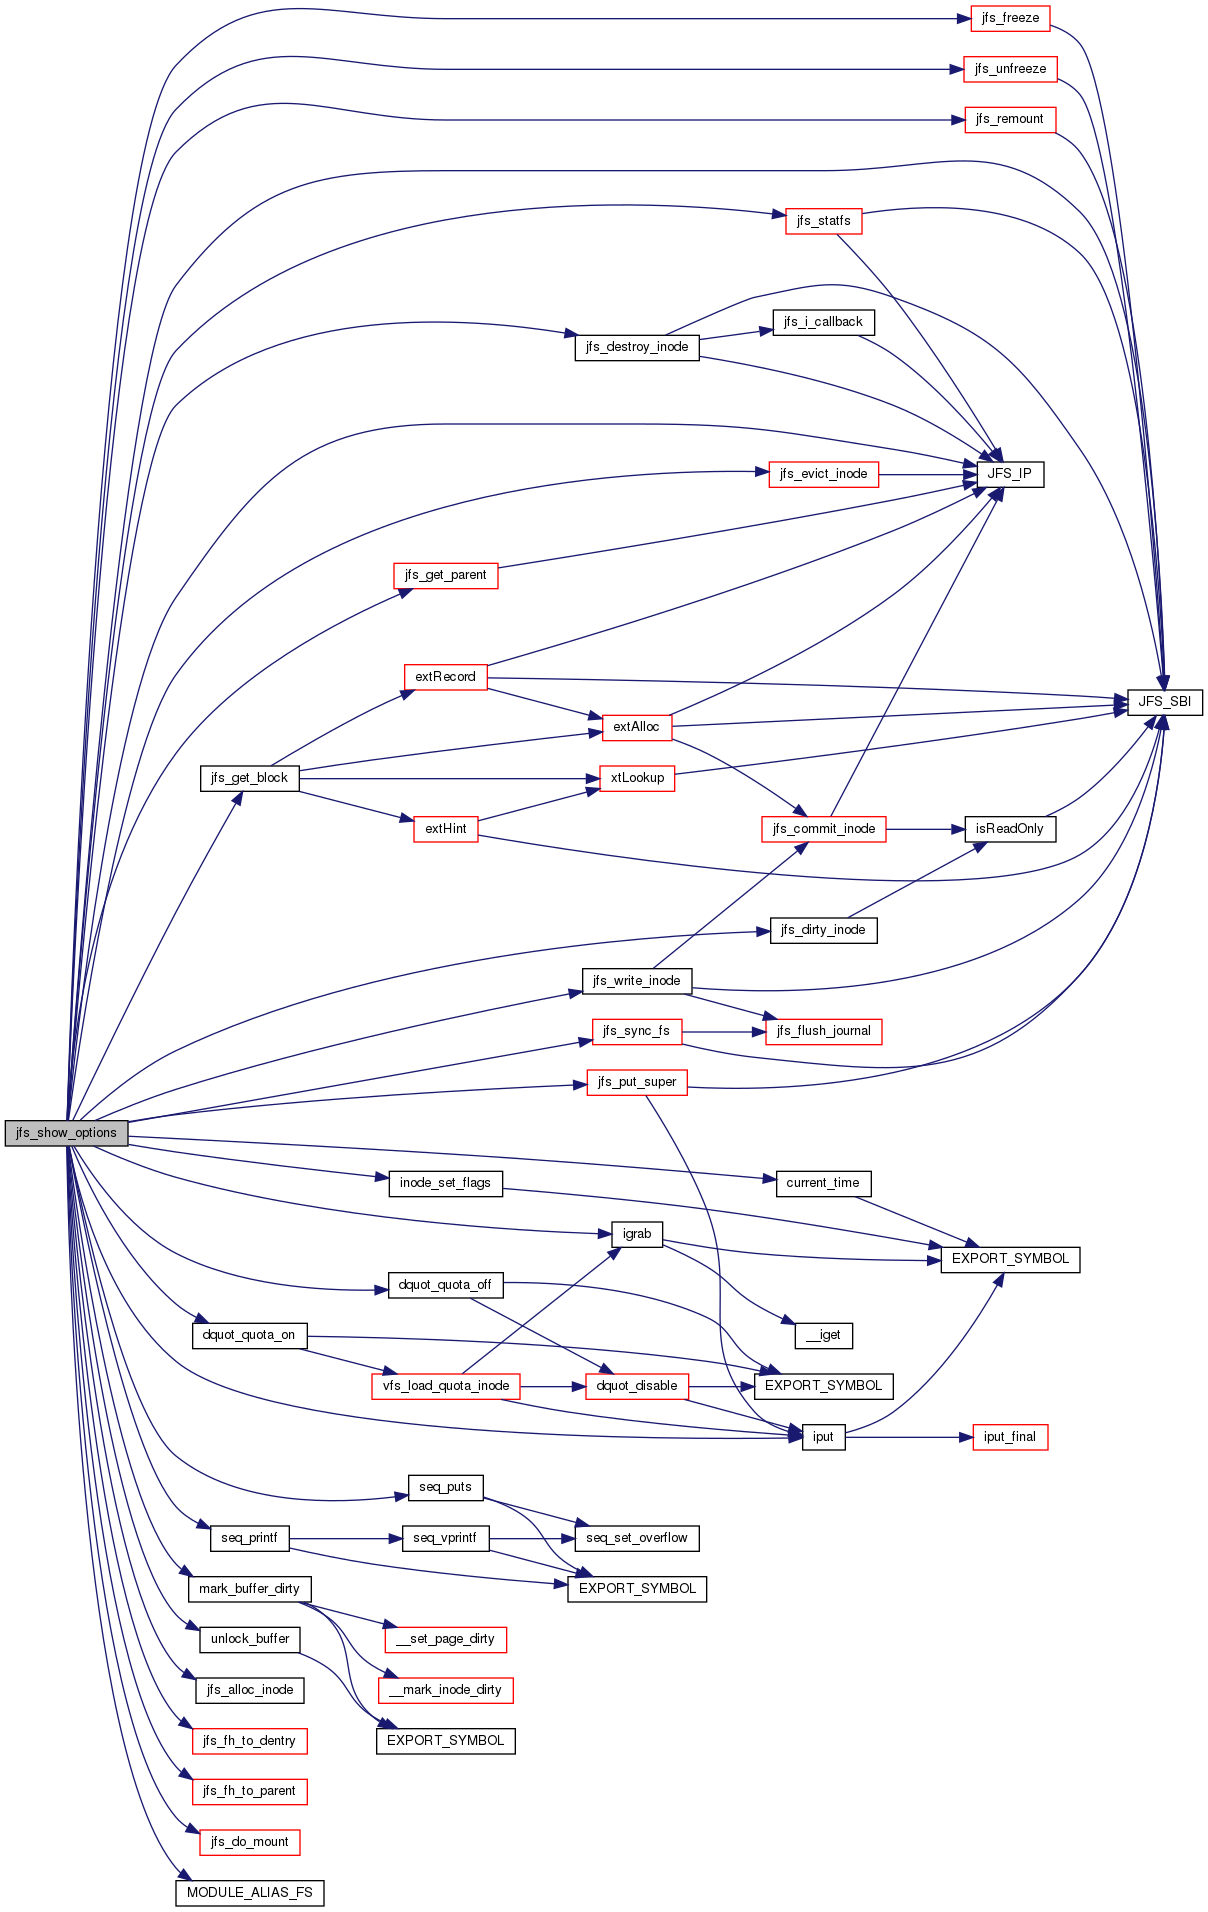 jfs_freeze
jfs_unfreeze
jfs_remount
jfs_statfs
jfs_i_callback
jfs_destroy_inode
jfs_evict_inode
JFS_IP
jfs_get_parent
extRecord
JFS_SBI
extAlloc
jfs_get_block
xtLookup
extHint
jfs_commit_inode
isReadOnly
jfs_dirty_inode
jfs_write_inode
jfs_sync_fs
jfs_flush_journal
jfs_put_super
jfs_show_options
inode_set_flags
current_time
igrab
EXPORT_SYMBOL
dquot_quota_off
dquot_quota_on
__iget
vfs_load_quota_inode
dquot_disable
EXPORT_SYMBOL
iput
iput_final
seq_puts
seq_printf
seq_vprintf
seq_set_overflow
mark_buffer_dirty
EXPORT_SYMBOL
unlock_buffer
__set_page_dirty
jfs_alloc_inode
__mark_inode_dirty
jfs_fh_to_dentry
EXPORT_SYMBOL
jfs_fh_to_parent
jfs_do_mount
MODULE_ALIAS_FS